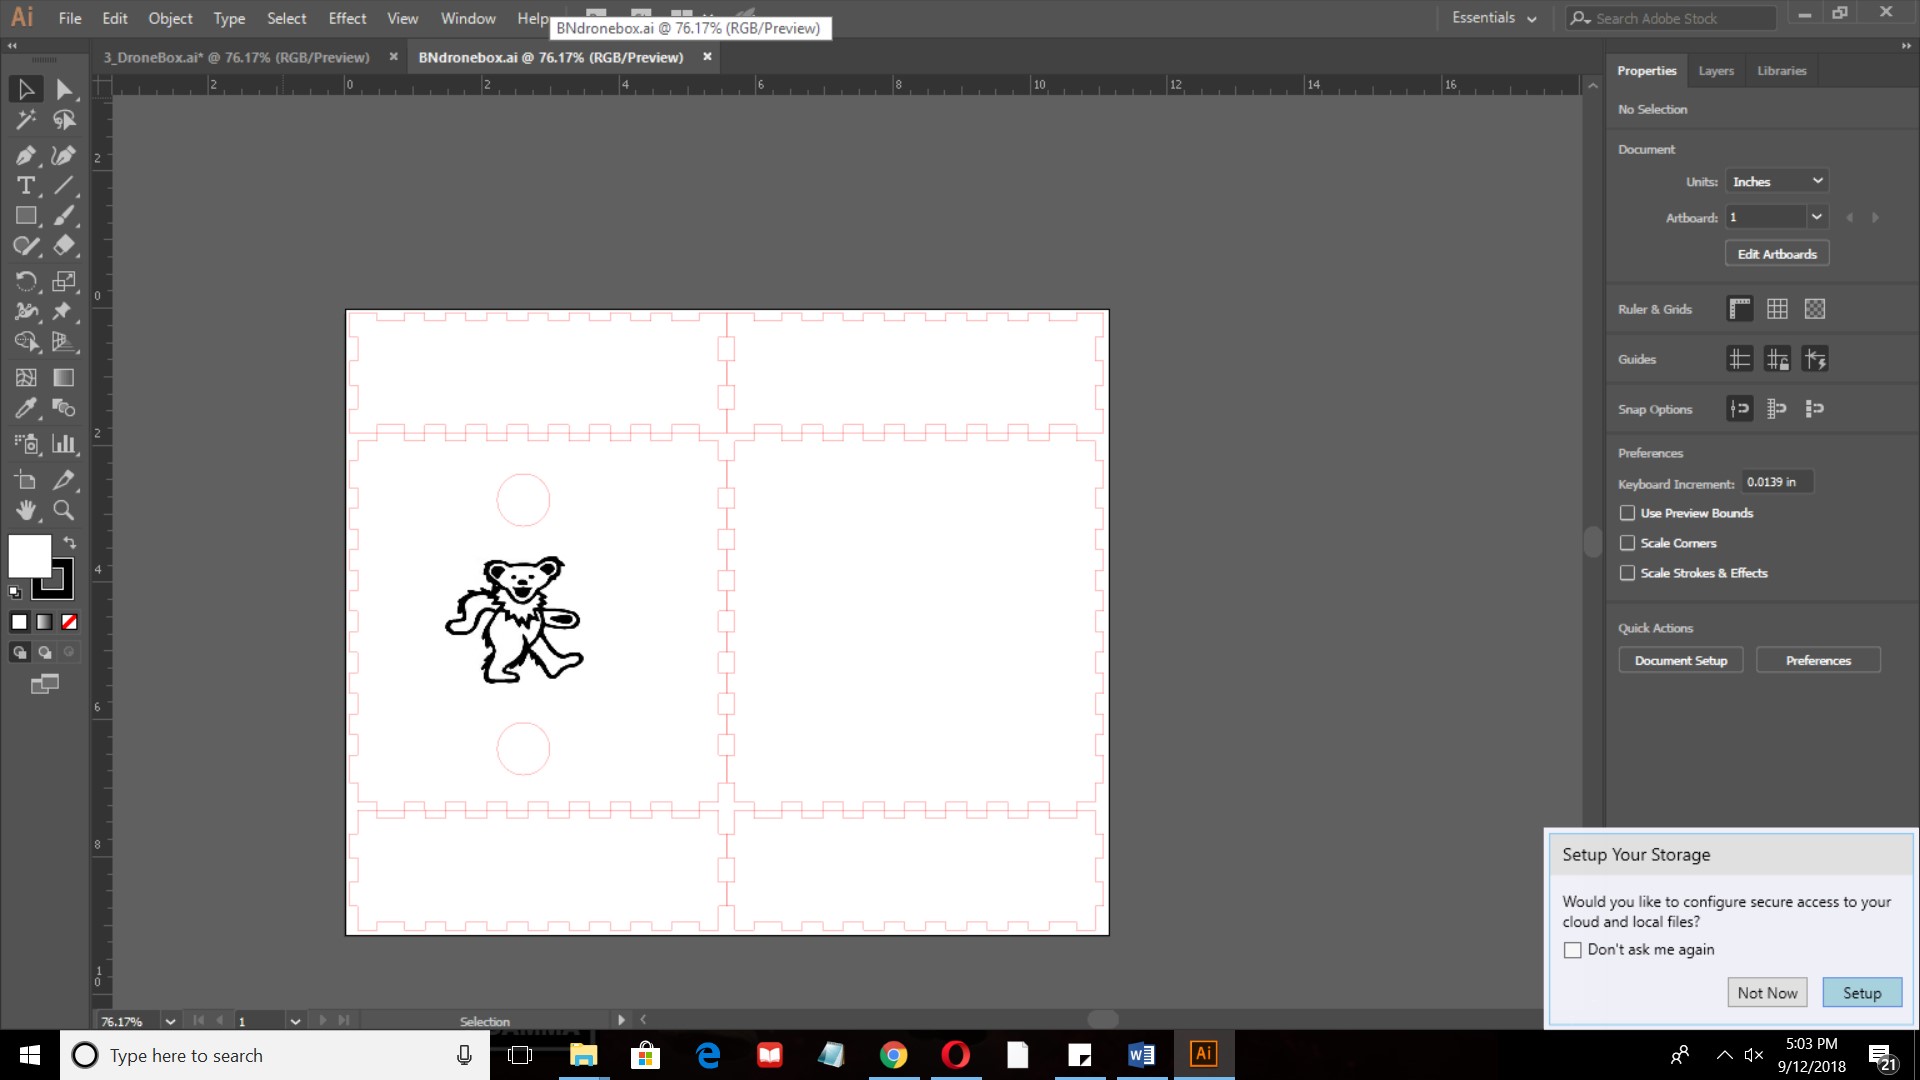 Ai File Edit Object Type Select Effect View Window Help
Essentials
Search Adobe Stock
BNdronebox.ai @ 76.17% (RGB/Preview)
3_DroneBox.ai* @ 76.17% (RGB/Preview) × BNdronebox.ai @ 76.17% (RGB/Preview) ×
2 0 2 4 6 8 10 12 14 16
2
0
2
4
6
8
10
Properties Layers Libraries
No Selection
Document
Units: Inches
Artboard: 1
Edit Artboards
Ruler & Grids
Guides
Snap Options
Preferences
Keyboard Increment: 0.0139 in
Use Preview Bounds
Scale Corners
Scale Strokes & Effects
Quick Actions
Document Setup Preferences
Setup Your Storage
Would you like to configure secure access to your
cloud and local files?
Don't ask me again
Not Now Setup
76.17% 1 Selection
Type here to search
Ai
5:03 PM
9/12/2018
21